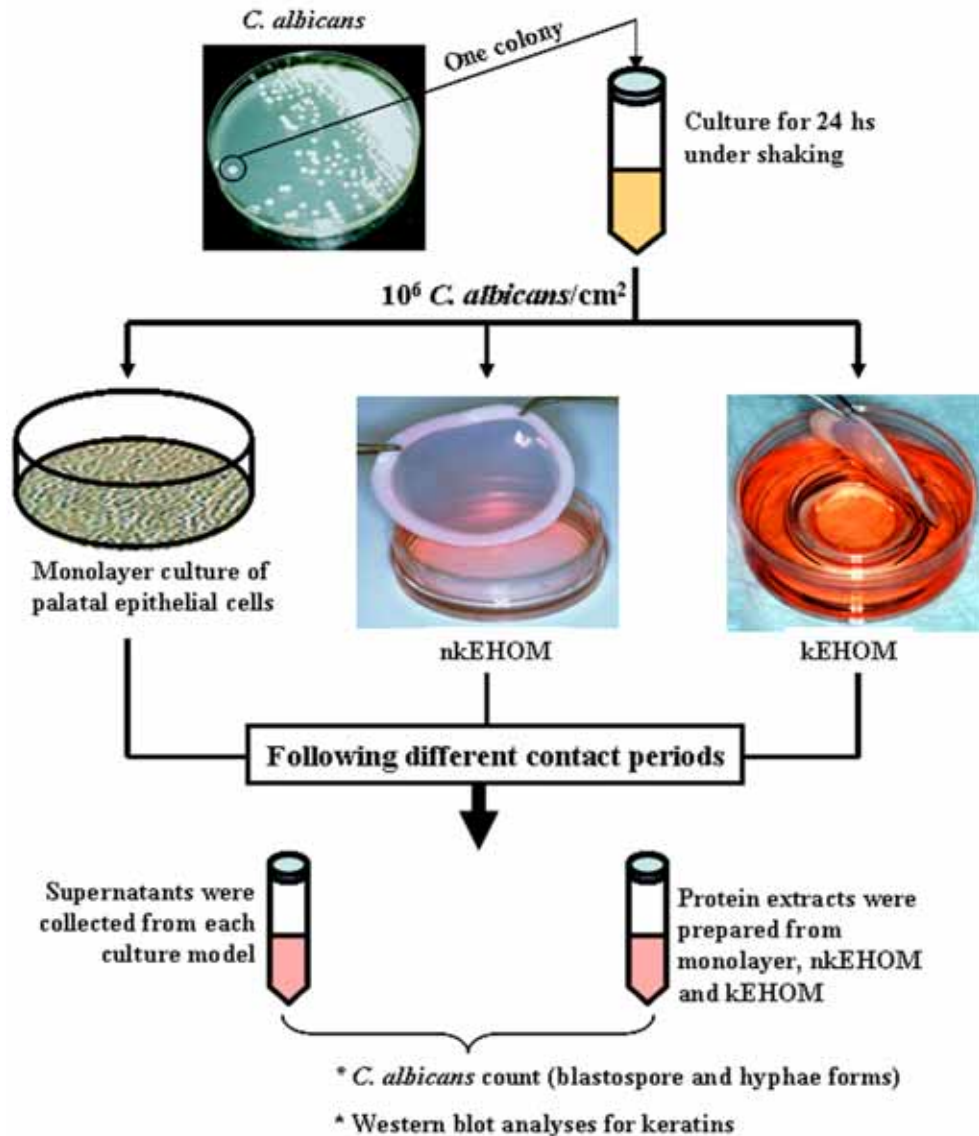 C. albicans
One colony
Culture for 24 hs
under shaking
10⁶ C. albicans/cm²
Monolayer culture of
palatal epithelial cells
nkEHOM
kEHOM
Following different contact periods
Supernatants were
collected from each
culture model
Protein extracts were
prepared from
monolayer, nkEHOM
and kEHOM
* C. albicans count (blastospore and hyphae forms)
* Western blot analyses for keratins